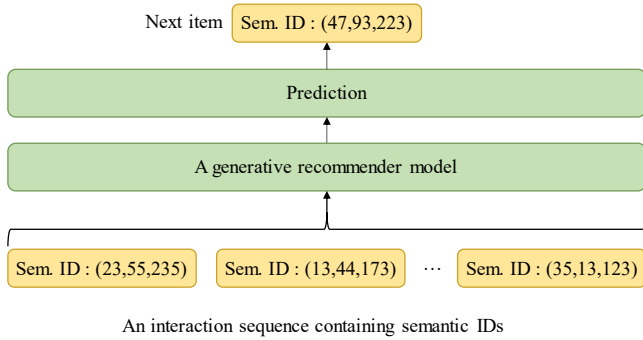 Next item Sem. ID : (47,93,223)
Prediction
A generative recommender model
Sem. ID : (23,55,235) Sem. ID : (13,44,173) ... Sem. ID : (35,13,123)
An interaction sequence containing semantic IDs